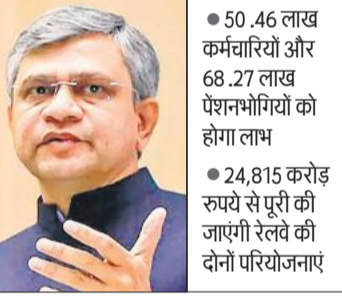 ● 50.46 लाख
कर्मचारियों और
68.27 लाख
पेंशनभोगियों को
होगा लाभ
● 24,815 करोड़
रुपये से पूरी की
जाएंगी रेलवे की
दोनों परियोजनाएं